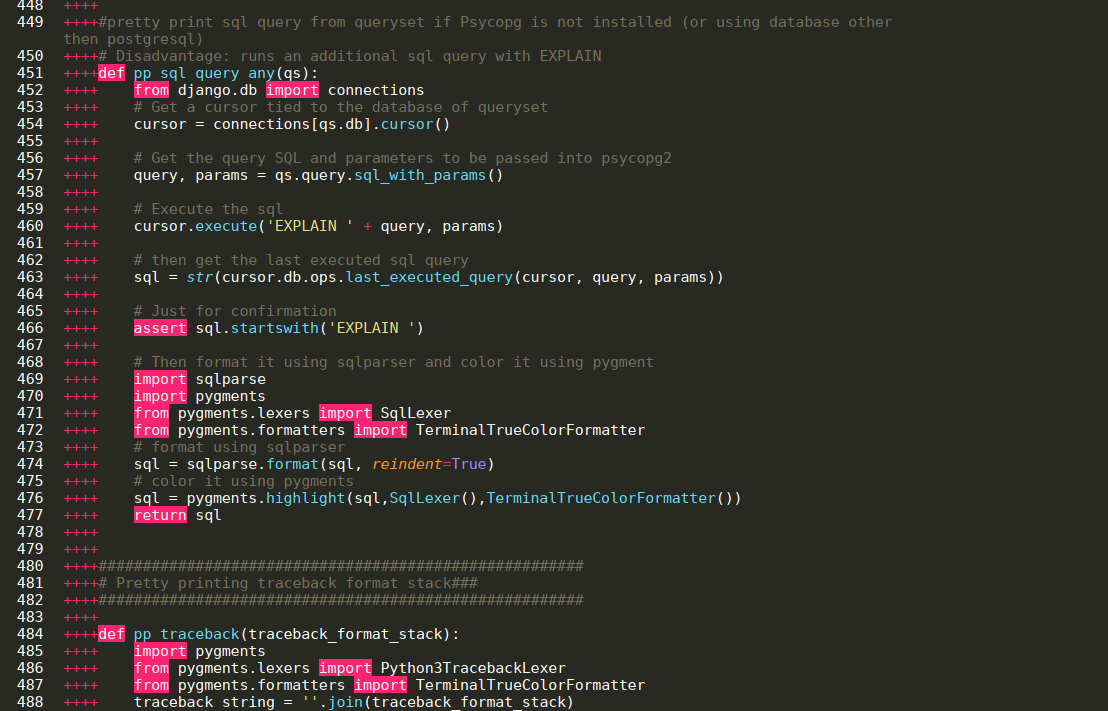 448  ++++
449  ++++#pretty print sql query from queryset if Psycopg is not installed (or using database other
then postgresql)
450  ++++# Disadvantage: runs an additional sql query with EXPLAIN
451  ++++def pp_sql_query_any(qs):
452  ++++    from django.db import connections
453  ++++    # Get a cursor tied to the database of queryset
454  ++++    cursor = connections[qs.db].cursor()
455  ++++
456  ++++    # Get the query SQL and parameters to be passed into psycopg2
457  ++++    query, params = qs.query.sql_with_params()
458  ++++
459  ++++    # Execute the sql
460  ++++    cursor.execute('EXPLAIN ' + query, params)
461  ++++
462  ++++    # then get the last executed sql query
463  ++++    sql = str(cursor.db.ops.last_executed_query(cursor, query, params))
464  ++++
465  ++++    # Just for confirmation
466  ++++    assert sql.startswith('EXPLAIN ')
467  ++++
468  ++++    # Then format it using sqlparser and color it using pygment
469  ++++    import sqlparse
470  ++++    import pygments
471  ++++    from pygments.lexers import SqlLexer
472  ++++    from pygments.formatters import TerminalTrueColorFormatter
473  ++++    # format using sqlparser
474  ++++    sql = sqlparse.format(sql, reindent=True)
475  ++++    # color it using pygments
476  ++++    sql = pygments.highlight(sql,SqlLexer(),TerminalTrueColorFormatter())
477  ++++    return sql
478  ++++
479  ++++
480  ++++#######################################################
481  ++++# Pretty printing traceback format stack###
482  ++++#######################################################
483  ++++
484  ++++def pp_traceback(traceback_format_stack):
485  ++++    import pygments
486  ++++    from pygments.lexers import Python3TracebackLexer
487  ++++    from pygments.formatters import TerminalTrueColorFormatter
488  ++++    traceback_string = ''.join(traceback_format_stack)